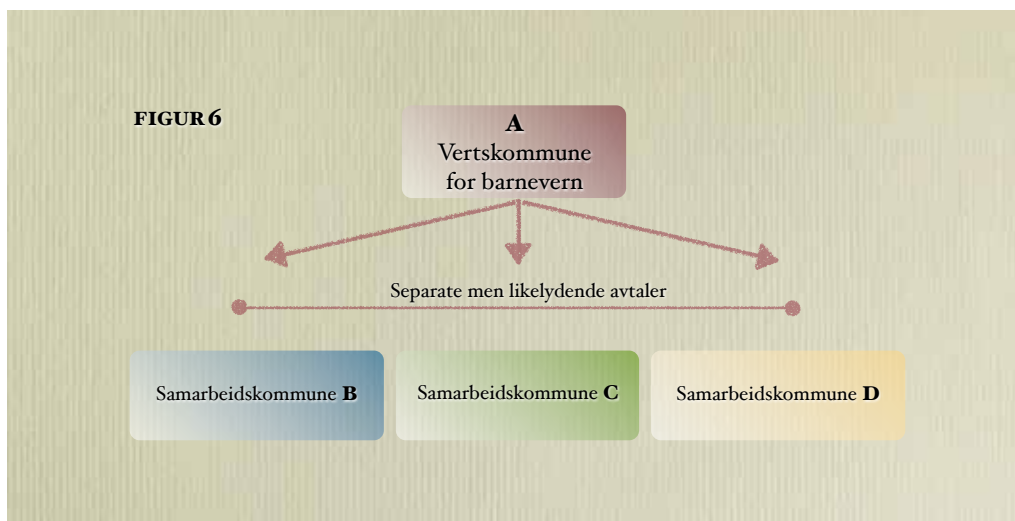 FIGUR 6
A
Vertskommune
for barnevern
Separate men likelydende avtaler
Samarbeidskommune B
Samarbeidskommune C
Samarbeidskommune D